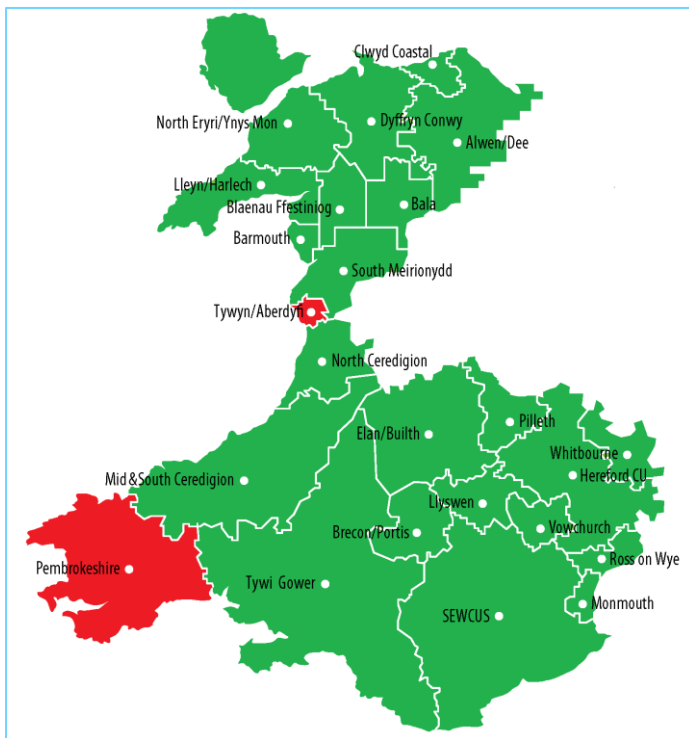 Clwyd Coastal
North Eryri/Ynys Mon
Dyffryn Conwy
Alwen/Dee
Lleyn/Harlech
Blaenau Ffestiniog
Bala
Barmouth
South Meirionydd
Tywyn/Aberdyfi
North Ceredigion
Pilleth
Elan/Builth
Whitbourne
Hereford CU
Mid &South Ceredigion
Llyswen
Vowchurch
Brecon/Portis
Ross on Wye
Pembrokeshire
Tywi Gower
Monmouth
SEWCUS